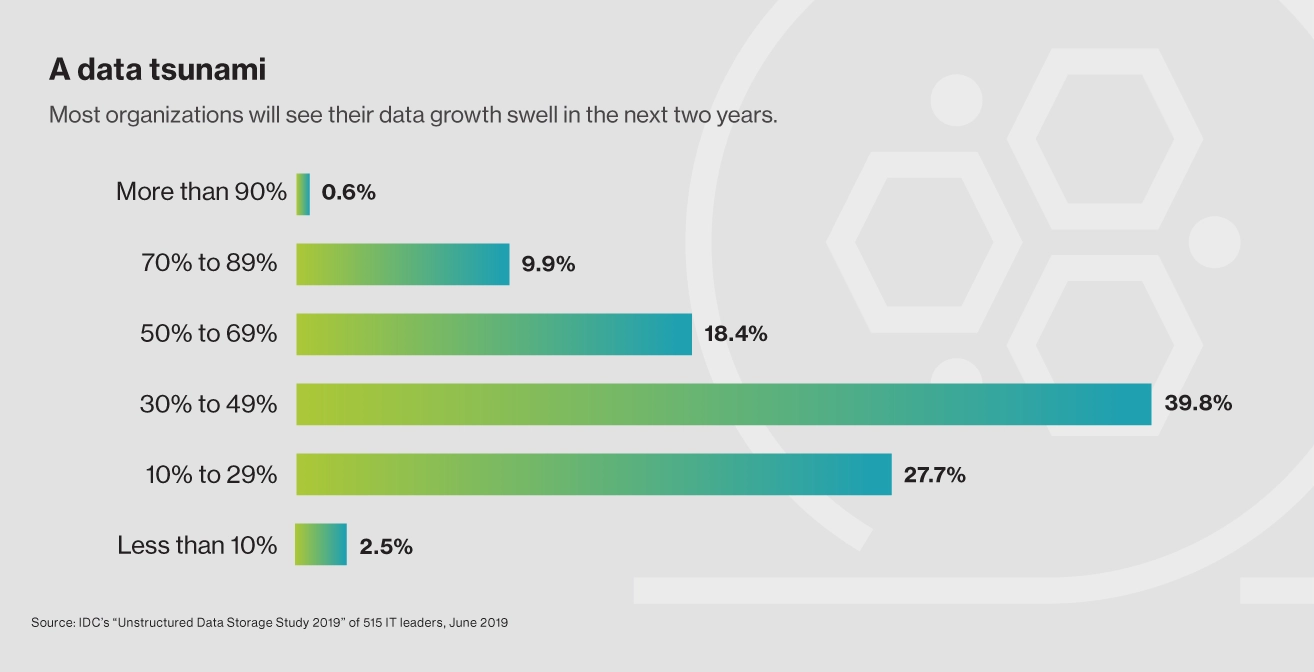 A data tsunami
Most organizations will see their data growth swell in the next two years.
More than 90% 0.6%
70% to 89% 9.9%
50% to 69% 18.4%
30% to 49% 39.8%
10% to 29% 27.7%
Less than 10% 2.5%
Source: IDC's “Unstructured Data Storage Study 2019” of 515 IT leaders, June 2019